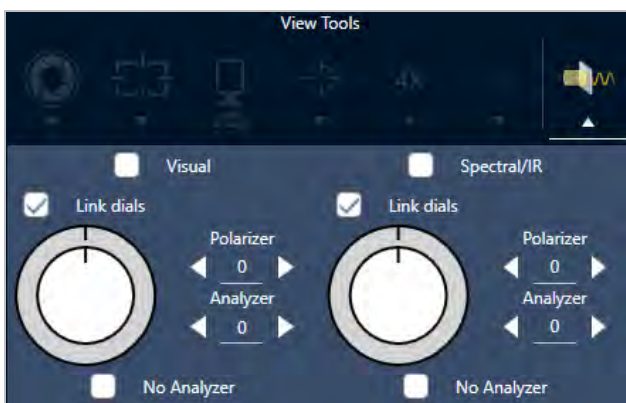 View Tools
4x
Visual
Spectral/IR
Link dials
Link dials
Polarizer
0
Analyzer
0
Polarizer
0
Analyzer
0
No Analyzer
No Analyzer